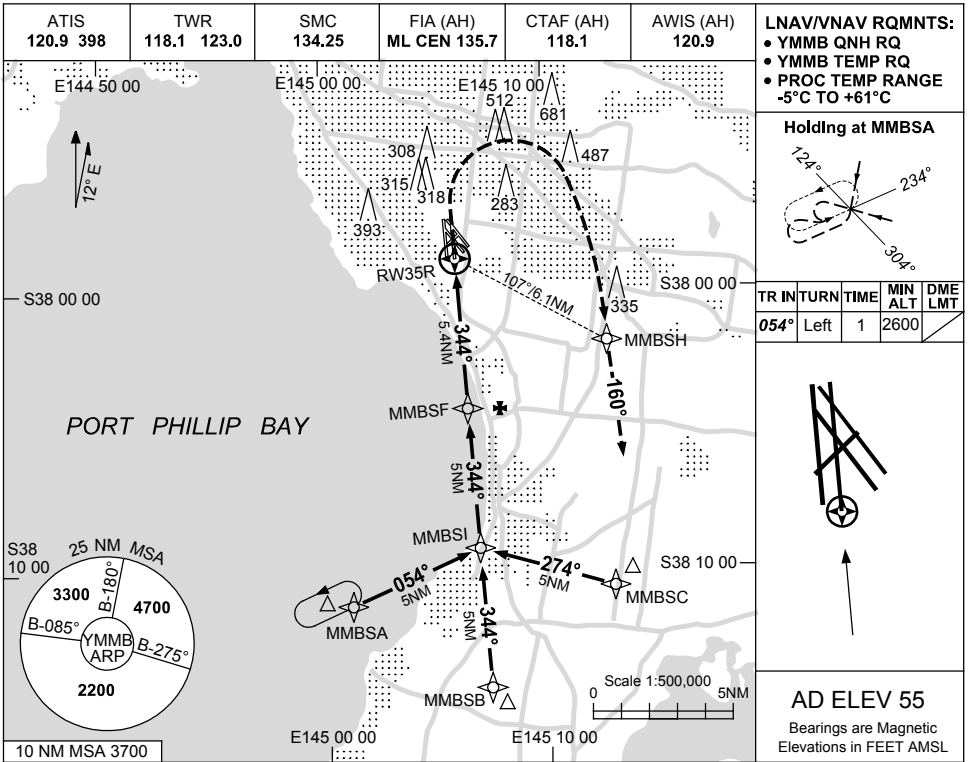 ATIS
120.9 398
TWR
118.1 123.0
SMC
134.25
FIA (AH)
ML CEN 135.7
CTAF (AH)
118.1
AWIS (AH)
120.9
LNAV/VNAV RQMNTS:
• YMMB QNH RQ
• YMMB TEMP RQ
• PROC TEMP RANGE
-5°C TO +61°C
E144 50 00
E145 00 00
E145 10 00
512
681
308
487
315
318
283
393
12° E
RW35R
107°/6.1NM
S38 00 00
S38 00 00
335
344°
5.4NM
MMBSH
160°
MMBSF
PORT PHILLIP BAY
344°
5NM
MMBSI
S38
10 00
S38 10 00
274°
5NM
054°
5NM
MMBSC
MMBSA
344°
5NM
MMBSB
25 NM MSA
3300
B-180°
4700
B-085°
YMMB
ARP
B-275°
2200
10 NM MSA 3700
Scale 1:500,000
0
5NM
E145 00 00
E145 10 00
Holding at MMBSA
124°
234°
304°
TR IN
TURN
TIME
MIN
ALT
DME
LMT
054°
Left
1
2600
AD ELEV 55
Bearings are Magnetic
Elevations in FEET AMSL